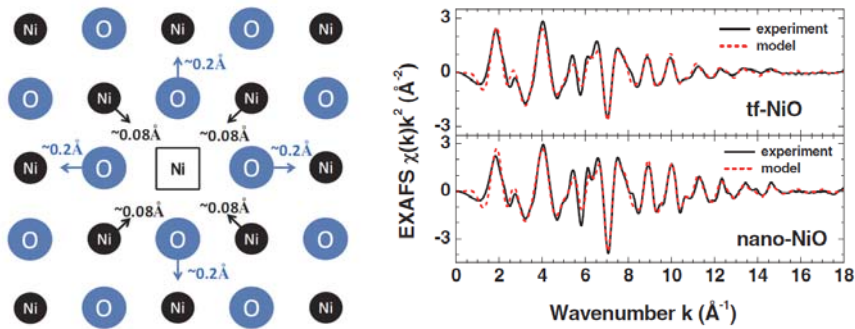 Ni O Ni O Ni
~0.2Å
O Ni O Ni O
~0.08Å ~0.08Å
~0.2Å ~0.2Å
Ni O Ni O Ni
~0.08Å ~0.08Å
O Ni O Ni O
~0.2Å
Ni O Ni O Ni
EXAFS χ(k)k² (Å⁻²)
3
0
-3
experiment
model
tf-NiO
3
0
-3
experiment
model
nano-NiO
0 2 4 6 8 10 12 14 16 18
Wavenumber k (Å⁻¹)